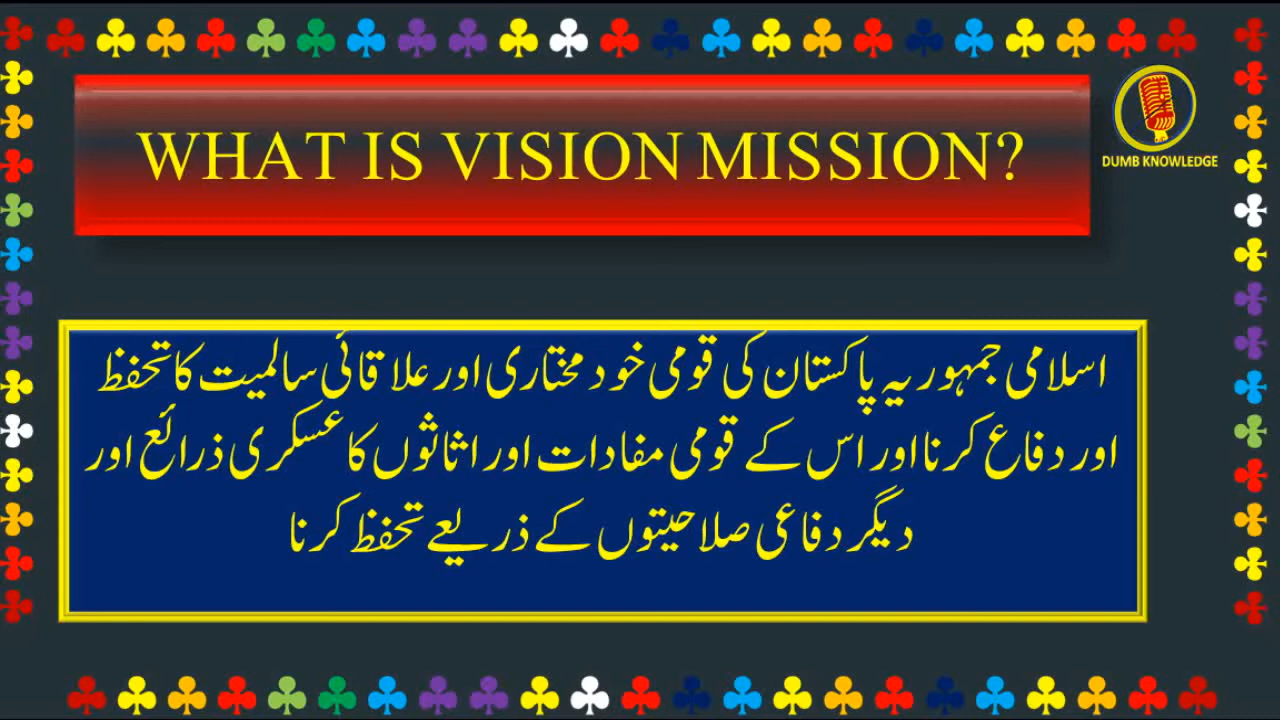 WHAT IS VISION MISSION?
DUMB KNOWLEDGE
اسلامی جمہوریہ پاکستان کی قومی خود مختاری اور علاقائی سالمیت کا تحفظ
اور دفاع کرنا اور اس کے قومی مفادات اور اثاثوں کا عسکری ذرائع اور
دیگر دفاعی صلاحیتوں کے ذریعے تحفظ کرنا